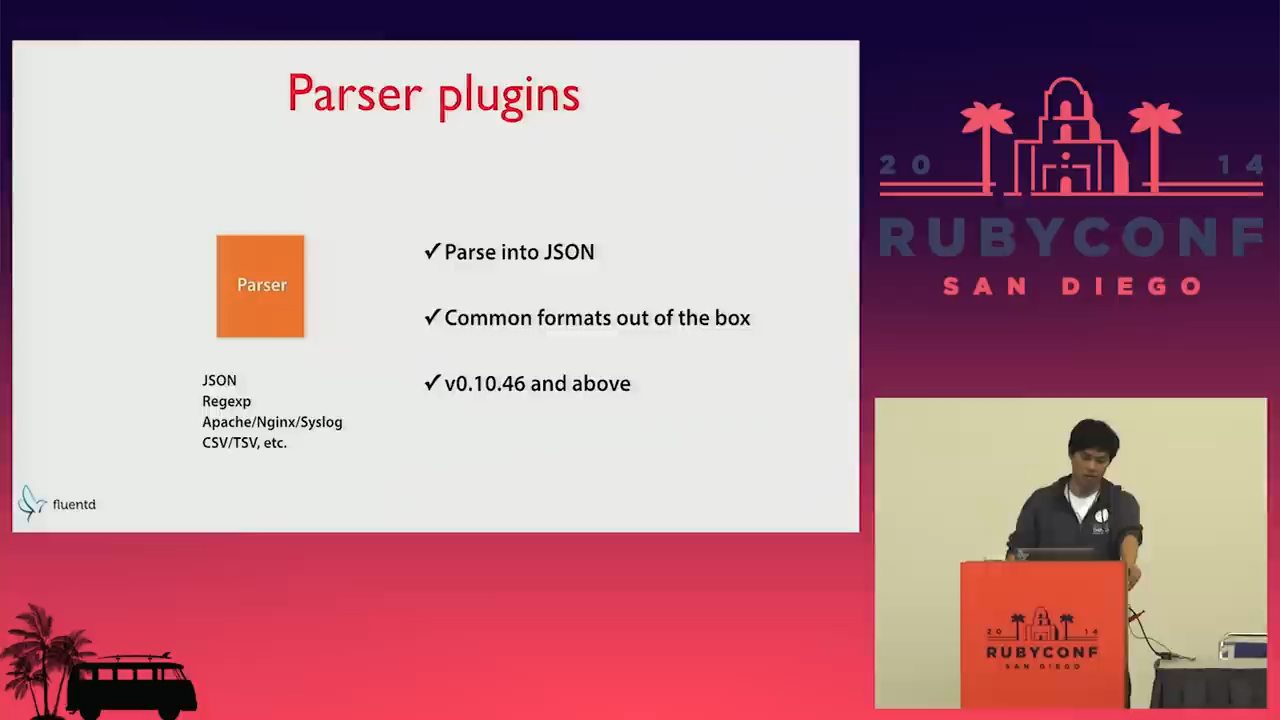 Parser plugins
Parser
✓Parse into JSON
✓Common formats out of the box
✓v0.10.46 and above
JSON
Regexp
Apache/Nginx/Syslog
CSV/TSV, etc.
fluentd
20 14
RUBYCONF
SAN DIEGO
20 14
RUBYCONF
SAN DIEGO